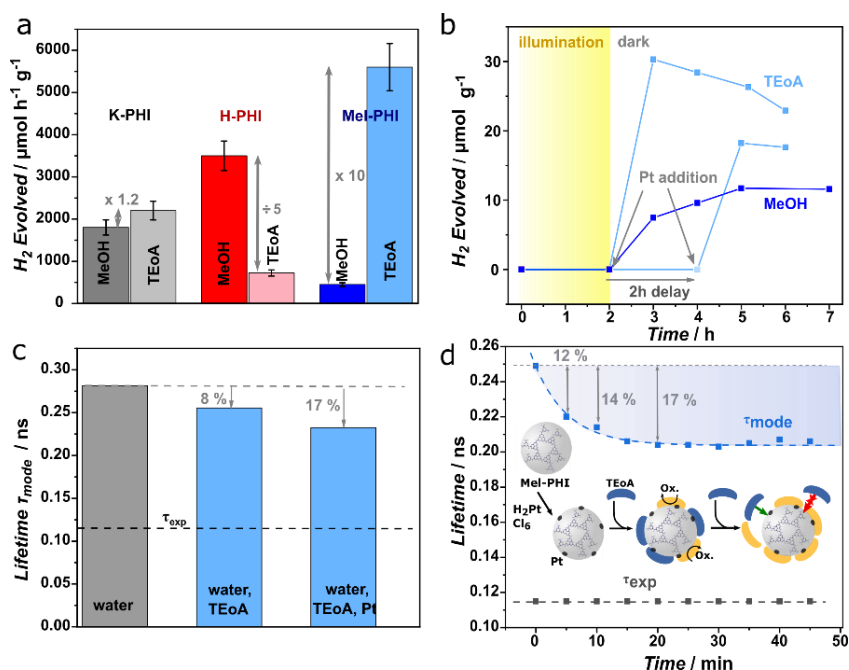 a
H2 Evolved / μmol h⁻¹ g⁻¹
6000
5000
4000
3000
2000
1000
0
K-PHI
H-PHI
Mel-PHI
x 1.2
÷5
x 10
MeOH
TEoA
MeOH
TEoA
MeOH
TEoA
b
H2 Evolved / μmol g⁻¹
35
30
25
20
15
10
5
0
illumination
dark
TEoA
Pt addition
MeOH
2h delay
0 1 2 3 4 5 6 7
Time / h
c
Lifetime τmode / ns
0.30
0.25
0.20
0.15
0.10
0.05
0.00
8 %
17 %
τexp
water
water,
TEoA
water,
TEoA, Pt
d
Lifetime / ns
0.26
0.24
0.22
0.20
0.18
0.16
0.14
0.12
0.10
12 %
14 %
17 %
τmode
Mel-PHI
H2Pt
Cl6
Pt
TEoA
Ox.
Ox.
τexp
0 10 20 30 40 50
Time / min